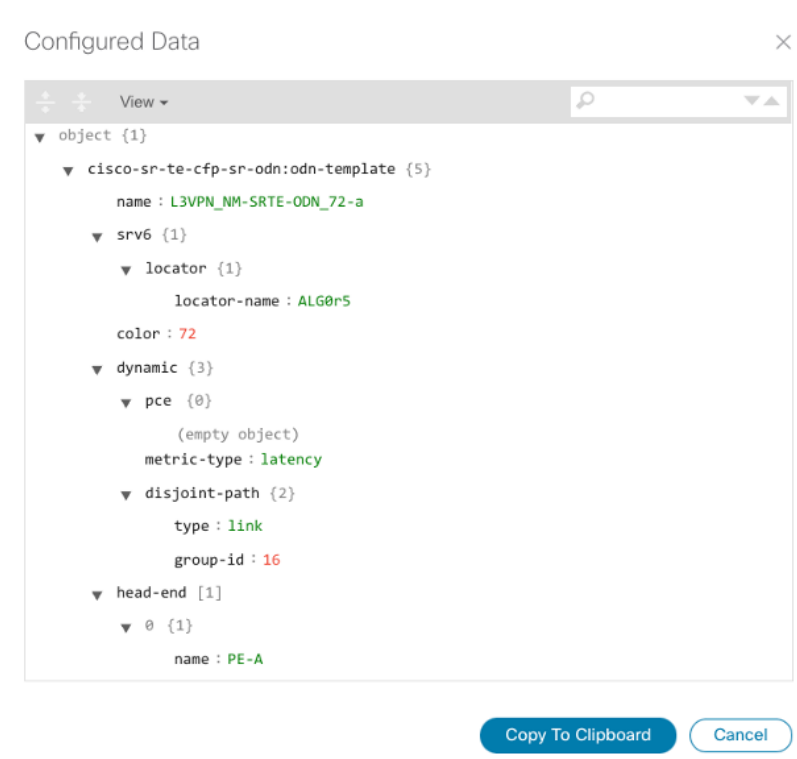 Configured Data
View
object {1}
cisco-sr-te-cfp-sr-odn:odn-template {5}
name : L3VPN_NM-SRTE-ODN_72-a
srv6 {1}
locator {1}
locator-name : ALG0r5
color : 72
dynamic {3}
pce {0}
(empty object)
metric-type : latency
disjoint-path {2}
type : link
group-id : 16
head-end [1]
0 {1}
name : PE-A
Copy To Clipboard Cancel